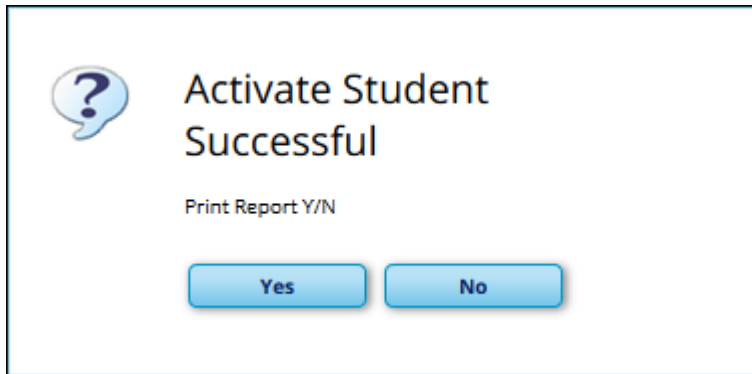 Activate Student
Successful
Print Report Y/N
Yes No